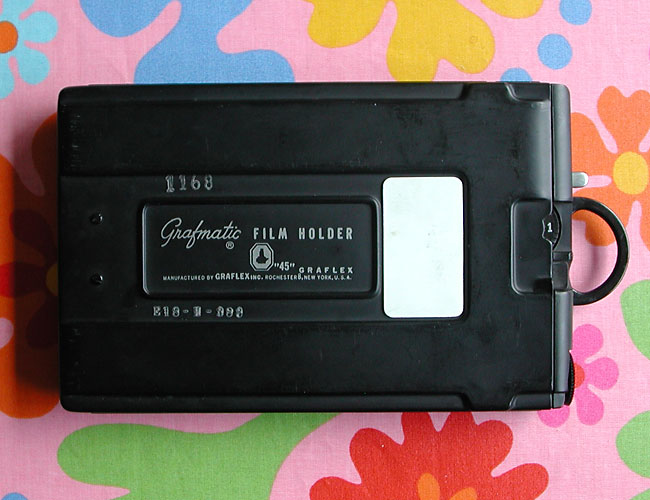 1168
Grafmatic® FILM HOLDER
"45" GRAFLEX
MANUFACTURED BY GRAFLEX INC. ROCHESTER 8, NEW YORK, U.S.A.
1